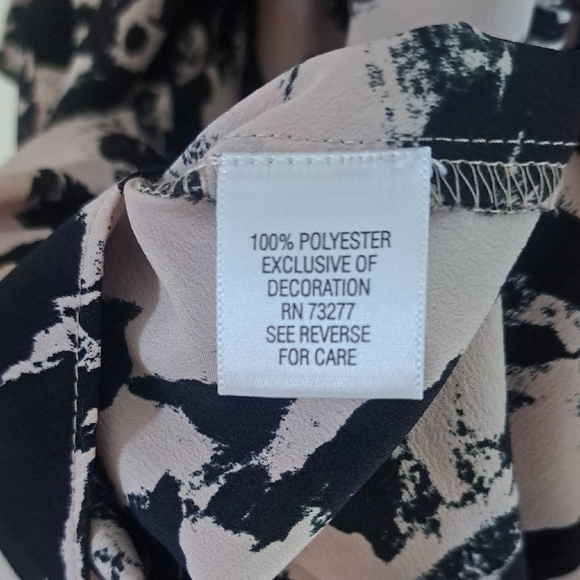 100% POLYESTER
EXCLUSIVE OF
DECORATION
RN 73277
SEE REVERSE
FOR CARE